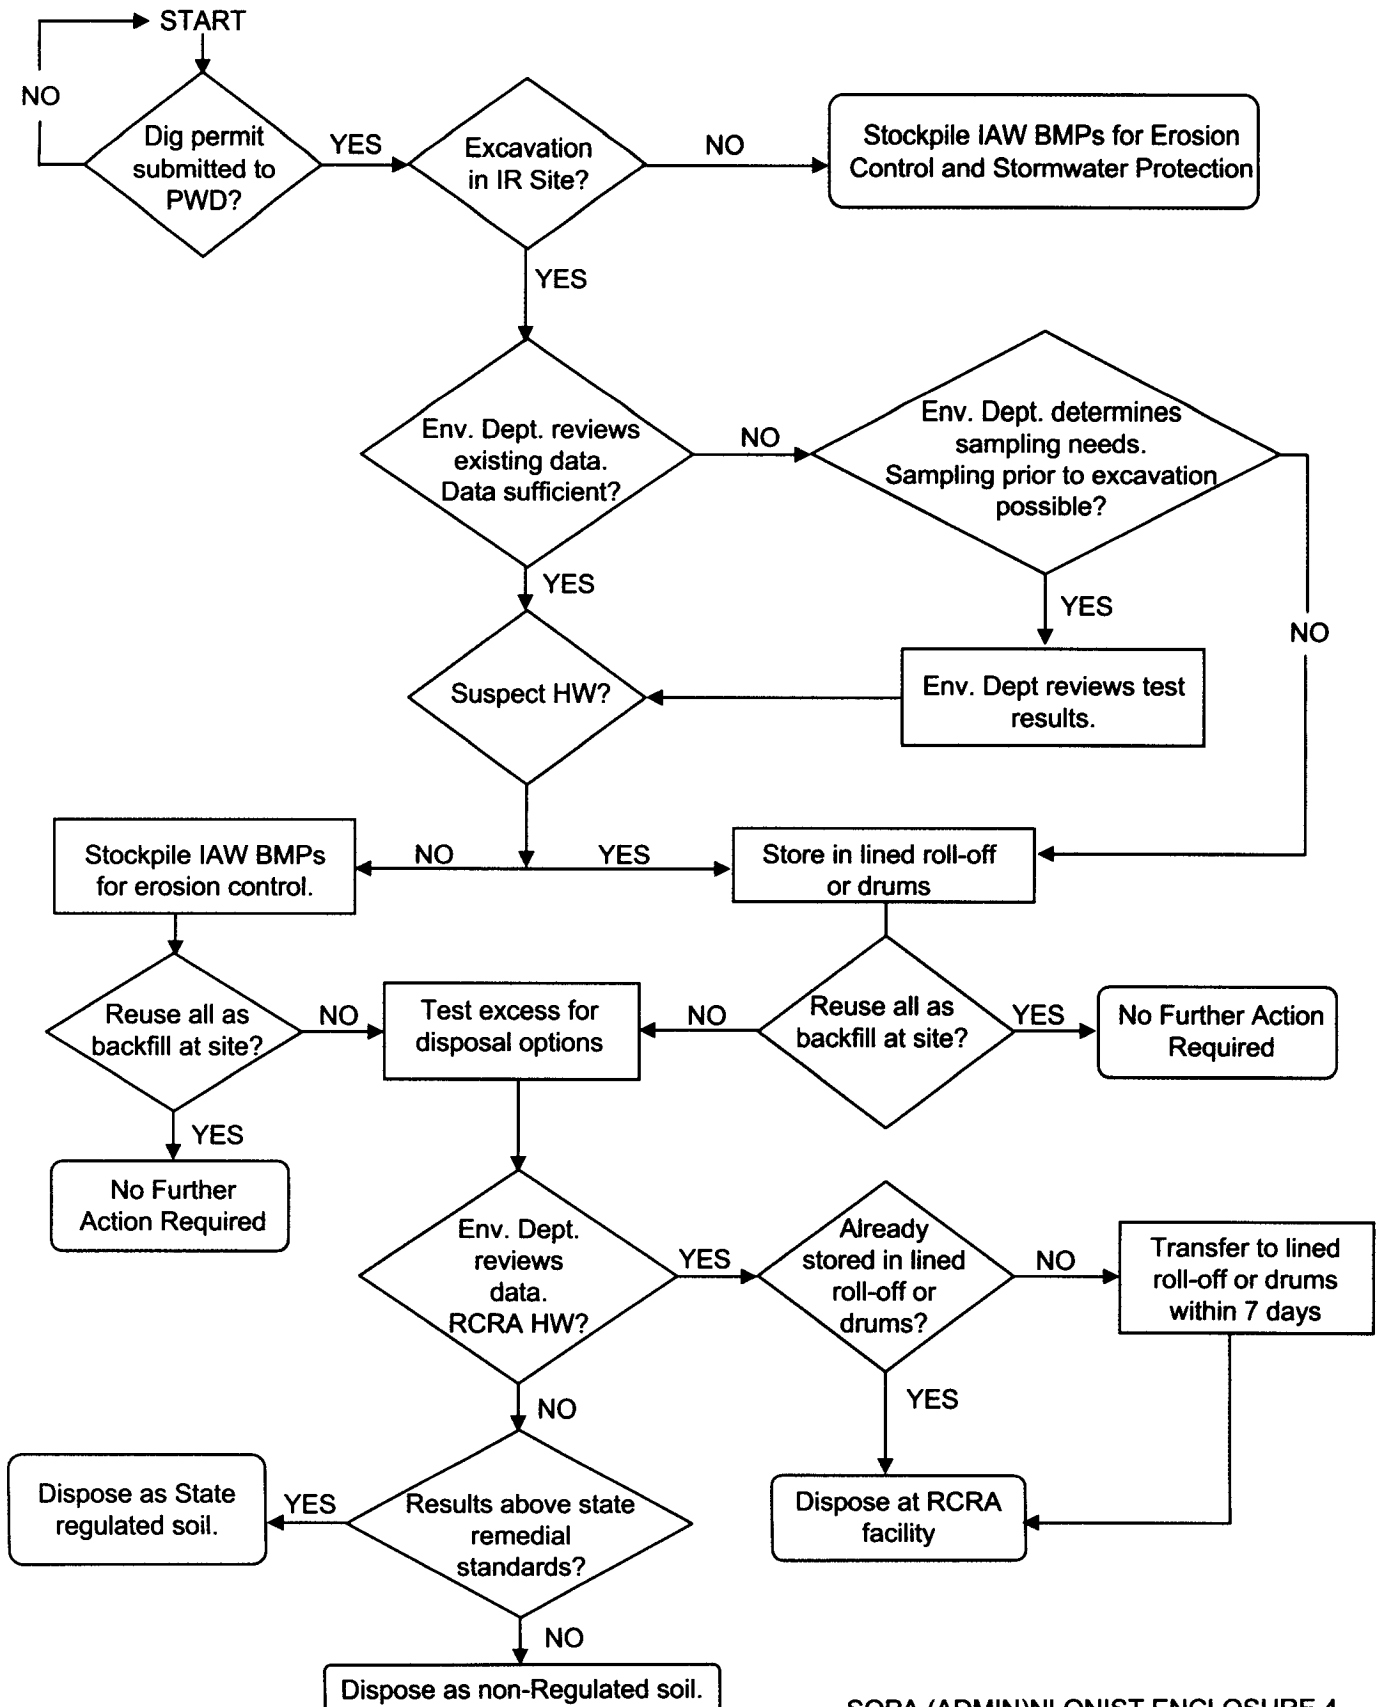 START
NO
Dig permit
submitted to
PWD?
YES
Excavation
in IR Site?
NO
Stockpile IAW BMPs for Erosion
Control and Stormwater Protection
YES
Env. Dept. reviews
existing data.
Data sufficient?
NO
Env. Dept. determines
sampling needs.
Sampling prior to excavation
possible?
YES
YES
NO
Suspect HW?
Env. Dept reviews test
results.
Stockpile IAW BMPs
for erosion control.
NO
YES
Store in lined roll-off
or drums
Reuse all as
backfill at site?
NO
Test excess for
disposal options
NO
Reuse all as
backfill at site?
YES
No Further Action
Required
YES
No Further
Action Required
Env. Dept.
reviews
data.
RCRA HW?
YES
Already
stored in lined
roll-off or
drums?
NO
Transfer to lined
roll-off or drums
within 7 days
NO
YES
Dispose as State
regulated soil.
YES
Results above state
remedial
standards?
Dispose at RCRA
facility
NO
Dispose as non-Regulated soil.